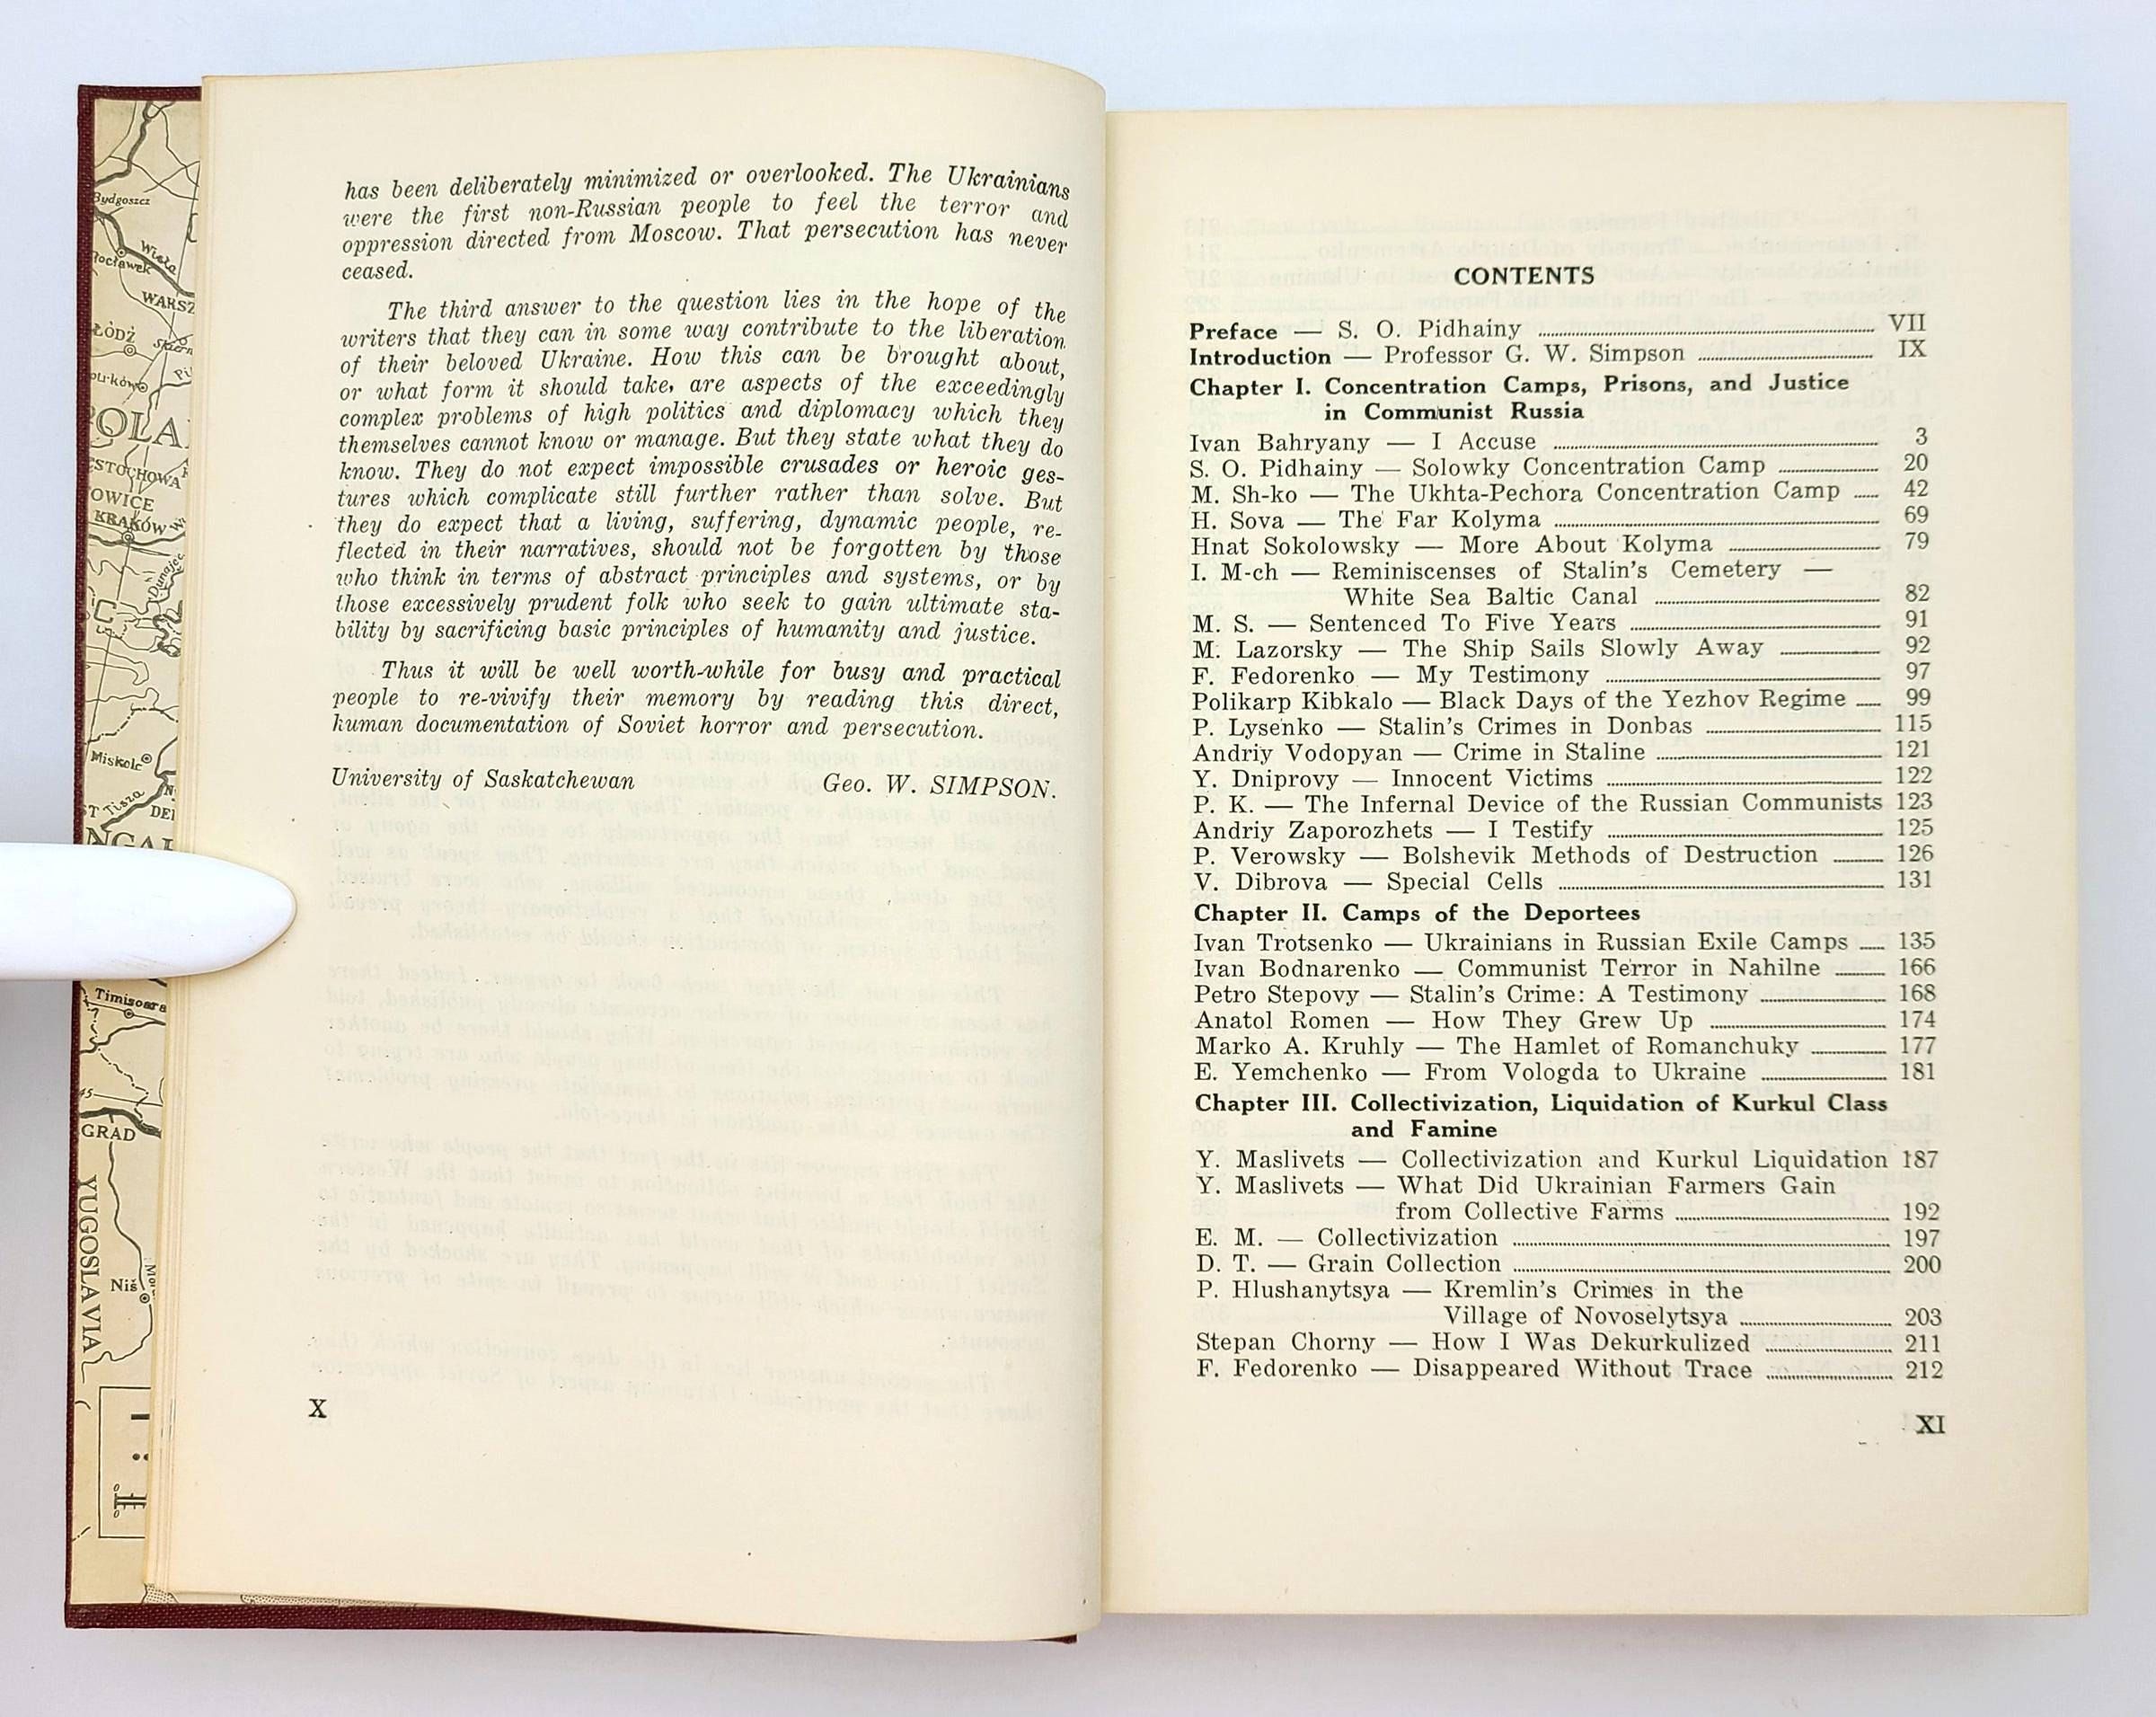 has been deliberately minimized or overlooked. The Ukrainians
were the first non-Russian people to feel the terror and
oppression directed from Moscow. That persecution has never
ceased.
The third answer to the question lies in the hope of the
writers that they can in some way contribute to the liberation
of their beloved Ukraine. How this can be brought about,
or what form it should take, are aspects of the exceedingly
complex problems of high politics and diplomacy which they
themselves cannot know or manage. But they state what they do
know. They do not expect impossible crusades or heroic ges-
tures which complicate still further rather than solve. But
they do expect that a living, suffering, dynamic people, re-
flected in their narratives, should not be forgotten by those
who think in terms of abstract principles and systems, or by
those excessively prudent folk who seek to gain ultimate sta-
bility by sacrificing basic principles of humanity and justice.
Thus it will be well worth-while for busy and practical
people to re-vivify their memory by reading this direct,
human documentation of Soviet horror and persecution.
University of Saskatchewan Geo. W. SIMPSON.
X
Bydgoszcz
Wisła
WARSZ
ŁÓDŹ
POLA
KRAKÓW
Dunajec
Miskolc
Tisza
Timisoara
GRAD
YUGOSLAVIA
Niš
CONTENTS
Preface — S. O. Pidhainy VII
Introduction — Professor G. W. Simpson IX
Chapter I. Concentration Camps, Prisons, and Justice
in Communist Russia
Ivan Bahryany — I Accuse 3
S. O. Pidhainy — Solowky Concentration Camp 20
M. Sh-ko — The Ukhta-Pechora Concentration Camp 42
H. Sova — The Far Kolyma 69
Hnat Sokolowsky — More About Kolyma 79
I. M-ch — Reminiscenses of Stalin's Cemetery —
White Sea Baltic Canal 82
M. S. — Sentenced To Five Years 91
M. Lazorsky — The Ship Sails Slowly Away 92
F. Fedorenko — My Testimony 97
Polikarp Kibkalo — Black Days of the Yezhov Regime 99
P. Lysenko — Stalin's Crimes in Donbas 115
Andriy Vodopyan — Crime in Staline 121
Y. Dniprovy — Innocent Victims 122
P. K. — The Infernal Device of the Russian Communists 123
Andriy Zaporozhets — I Testify 125
P. Verowsky — Bolshevik Methods of Destruction 126
V. Dibrova — Special Cells 131
Chapter II. Camps of the Deportees
Ivan Trotsenko — Ukrainians in Russian Exile Camps 135
Ivan Bodnarenko — Communist Terror in Nahilne 166
Petro Stepovy — Stalin's Crime: A Testimony 168
Anatol Romen — How They Grew Up 174
Marko A. Kruhly — The Hamlet of Romanchuky 177
E. Yemchenko — From Vologda to Ukraine 181
Chapter III. Collectivization, Liquidation of Kurkul Class
and Famine
Y. Maslivets — Collectivization and Kurkul Liquidation 187
Y. Maslivets — What Did Ukrainian Farmers Gain
from Collective Farms 192
E. M. — Collectivization 197
D. T. — Grain Collection 200
P. Hlushanytsya — Kremlin's Crimes in the
Village of Novoselytsya 203
Stepan Chorny — How I Was Dekurkulized 211
F. Fedorenko — Disappeared Without Trace 212
XI